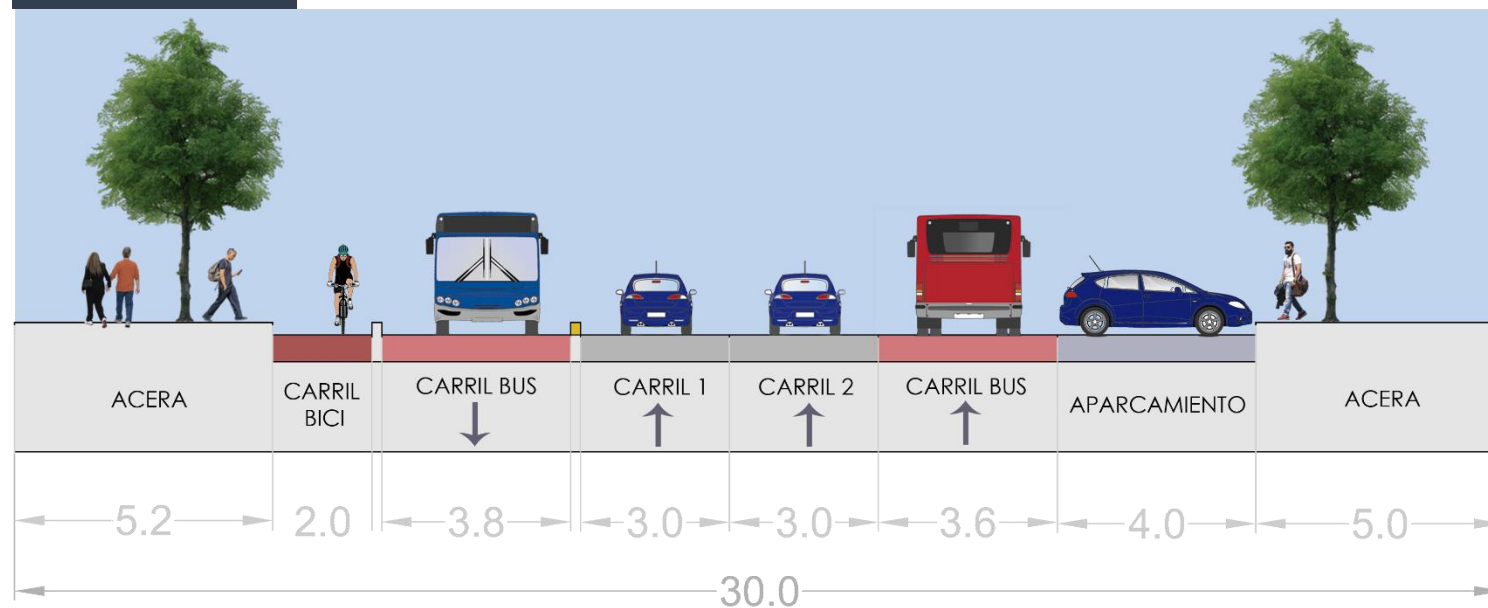 ACERA
CARRIL
BICI
CARRIL BUS
CARRIL 1
CARRIL 2
CARRIL BUS
APARCAMIENTO
ACERA
5.2
2.0
3.8
3.0
3.0
3.6
4.0
5.0
30.0